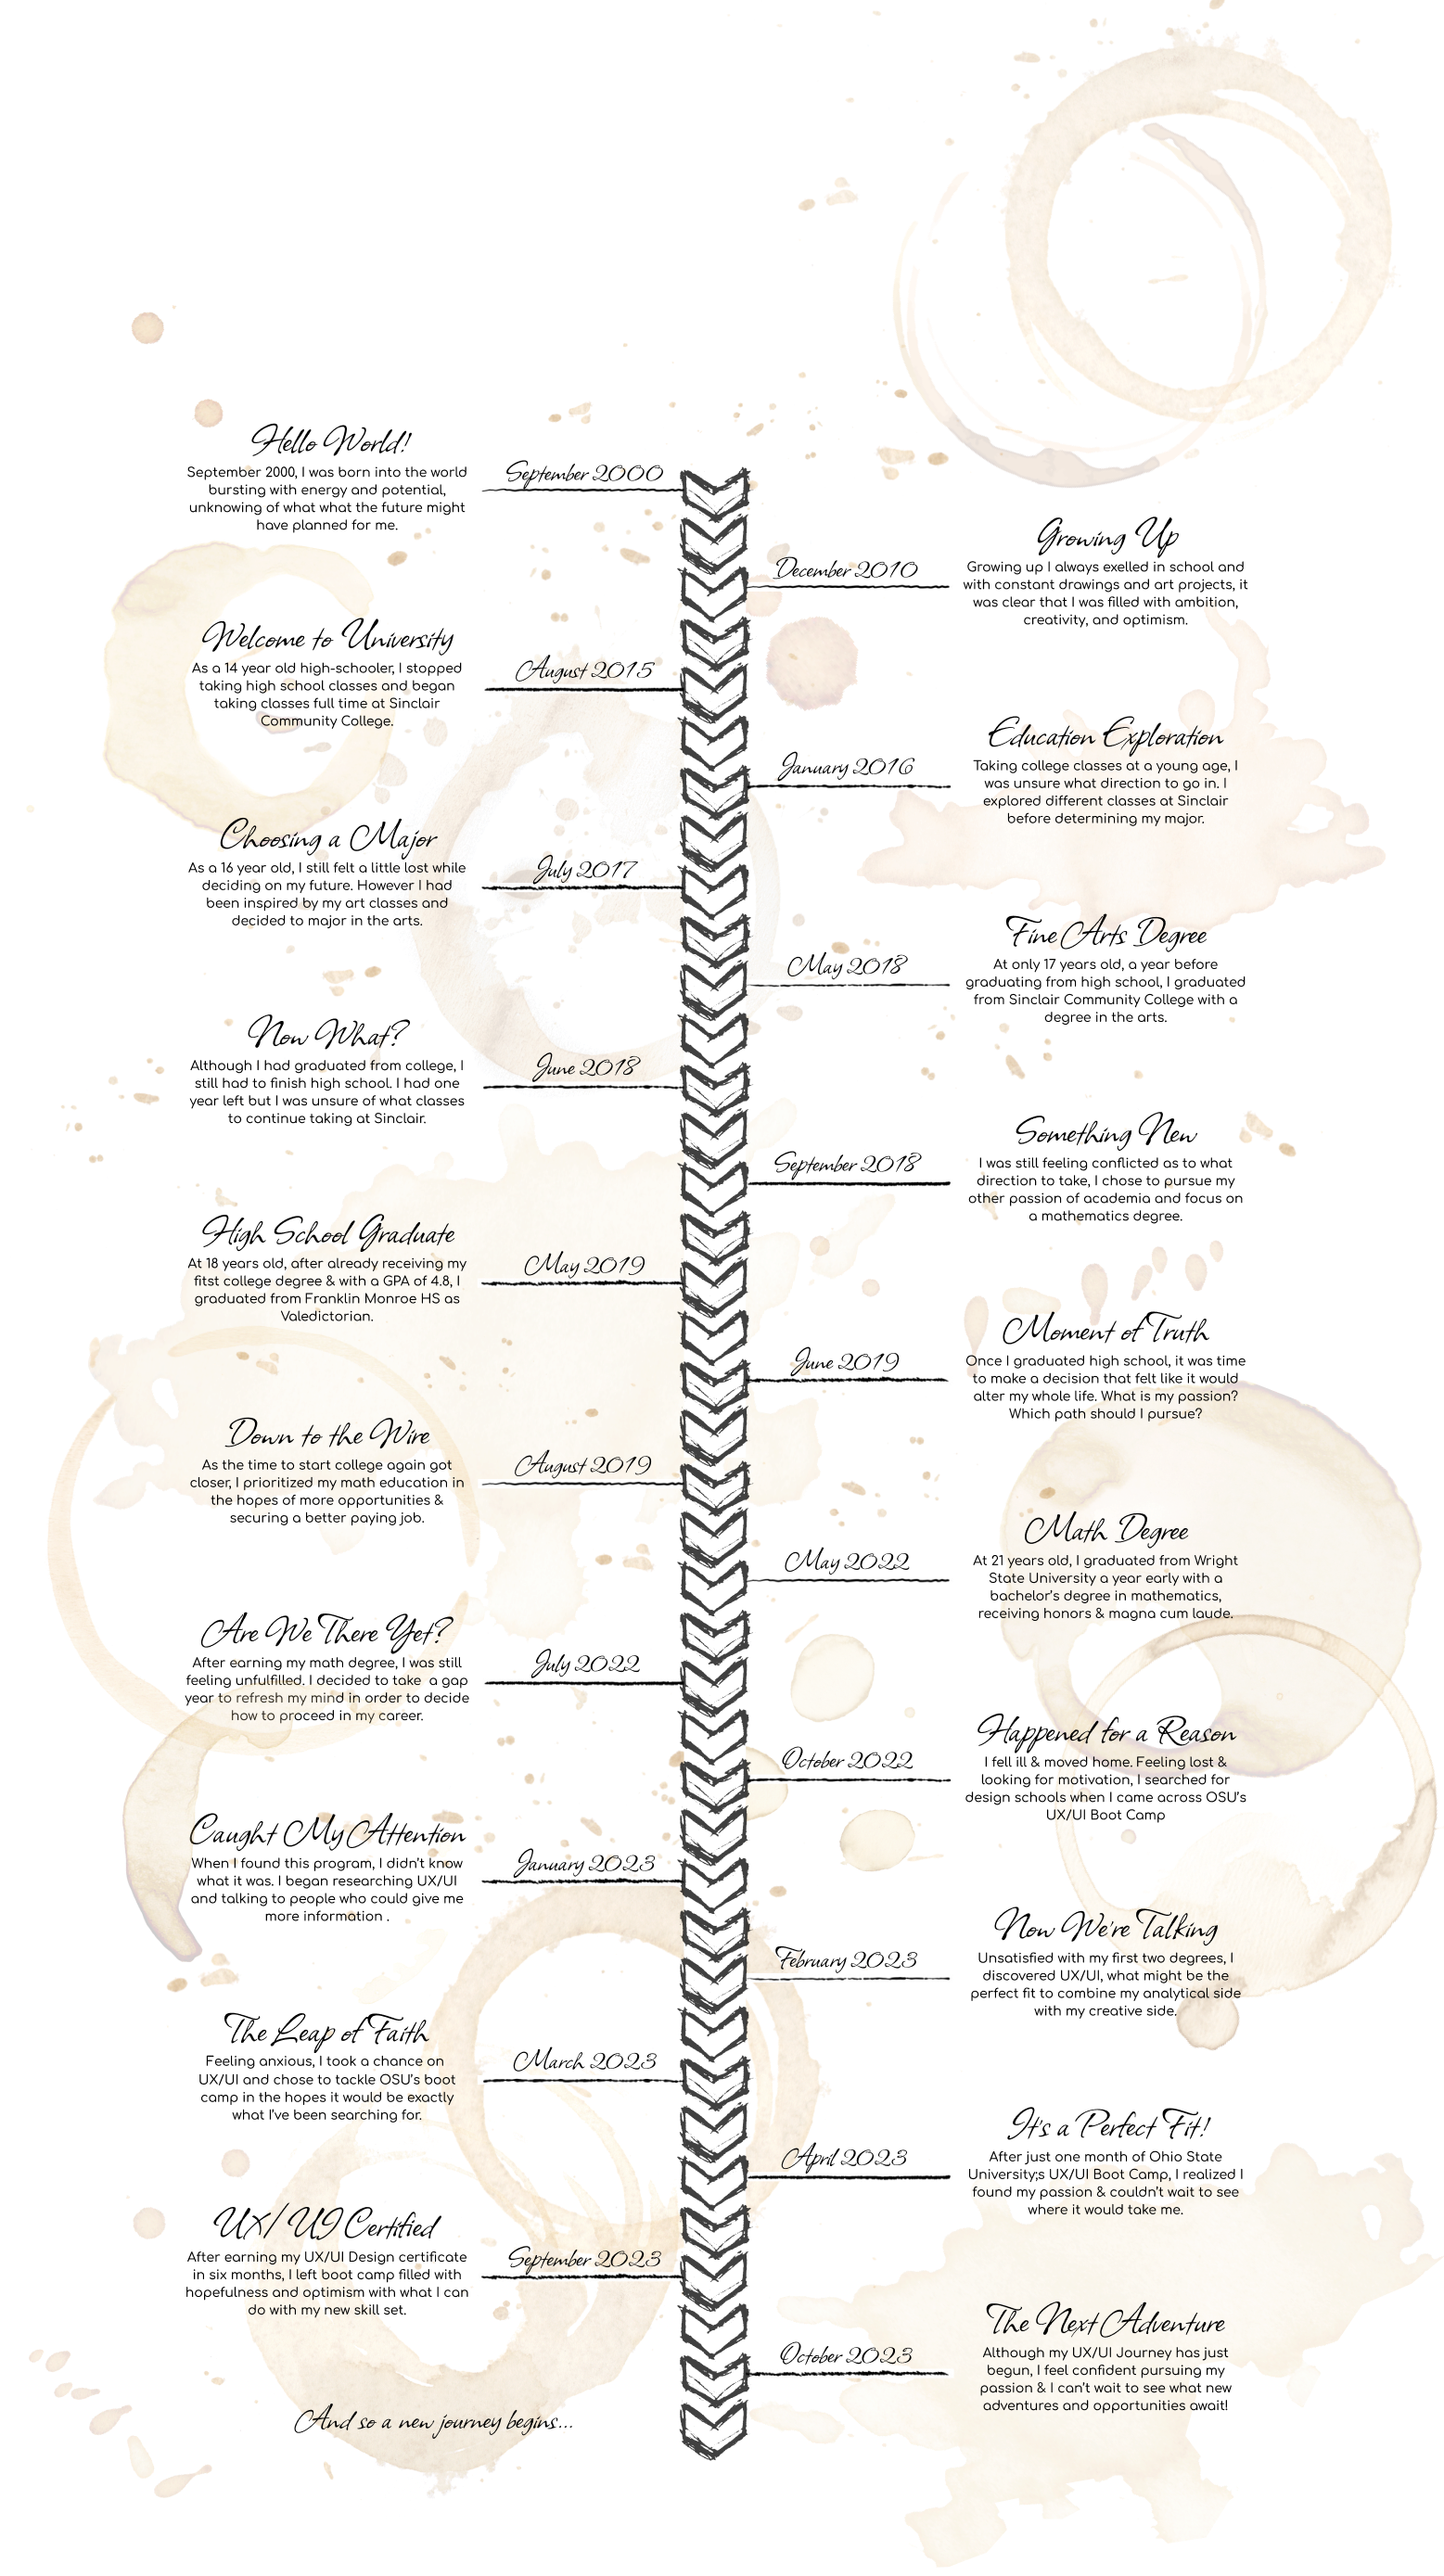 Hello World!
September 2000, I was born into the world
bursting with energy and potential,
unknowing of what what the future might
have planned for me.
September 2000
Growing Up
December 2010
Growing up I always exelled in school and
with constant drawings and art projects, it
was clear that I was filled with ambition,
creativity, and optimism.
Welcome to University
As a 14 year old high-schooler, I stopped
taking high school classes and began
taking classes full time at Sinclair
Community College.
August 2015
Education Exploration
January 2016
Taking college classes at a young age, I
was unsure what direction to go in. I
explored different classes at Sinclair
before determining my major.
Choosing a Major
As a 16 year old, I still felt a little lost while
deciding on my future. However I had
been inspired by my art classes and
decided to major in the arts.
July 2017
Fine Arts Degree
May 2018
At only 17 years old, a year before
graduating from high school, I graduated
from Sinclair Community College with a
degree in the arts.
Now What?
Although I had graduated from college, I
still had to finish high school. I had one
year left but I was unsure of what classes
to continue taking at Sinclair.
June 2018
Something New
September 2018
I was still feeling conflicted as to what
direction to take, I chose to pursue my
other passion of academia and focus on
a mathematics degree.
High School Graduate
At 18 years old, after already receiving my
fitst college degree & with a GPA of 4.8, I
graduated from Franklin Monroe HS as
Valedictorian.
May 2019
Moment of Truth
June 2019
Once I graduated high school, it was time
to make a decision that felt like it would
alter my whole life. What is my passion?
Which path should I pursue?
Down to the Wire
As the time to start college again got
closer, I prioritized my math education in
the hopes of more opportunities &
securing a better paying job.
August 2019
Math Degree
May 2022
At 21 years old, I graduated from Wright
State University a year early with a
bachelor's degree in mathematics,
receiving honors & magna cum laude.
Are We There Yet?
After earning my math degree, I was still
feeling unfulfilled. I decided to take a gap
year to refresh my mind in order to decide
how to proceed in my career.
July 2022
Happened for a Reason
October 2022
I fell ill & moved home. Feeling lost &
looking for motivation, I searched for
design schools when I came across OSU's
UX/UI Boot Camp
Caught My Attention
When I found this program, I didn't know
what it was. I began researching UX/UI
and talking to people who could give me
more information .
January 2023
Now We're Talking
February 2023
Unsatisfied with my first two degrees, I
discovered UX/UI, what might be the
perfect fit to combine my analytical side
with my creative side.
The Leap of Faith
Feeling anxious, I took a chance on
UX/UI and chose to tackle OSU's boot
camp in the hopes it would be exactly
what I've been searching for.
March 2023
It's a Perfect Fit!
April 2023
After just one month of Ohio State
University;s UX/UI Boot Camp, I realized I
found my passion & couldn't wait to see
where it would take me.
UX/ UI Certified
After earning my UX/UI Design certificate
in six months, I left boot camp filled with
hopefulness and optimism with what I can
do with my new skill set.
September 2023
The Next Adventure
October 2023
Although my UX/UI Journey has just
begun, I feel confident pursuing my
passion & I can't wait to see what new
adventures and opportunities await!
And so a new journey begins...